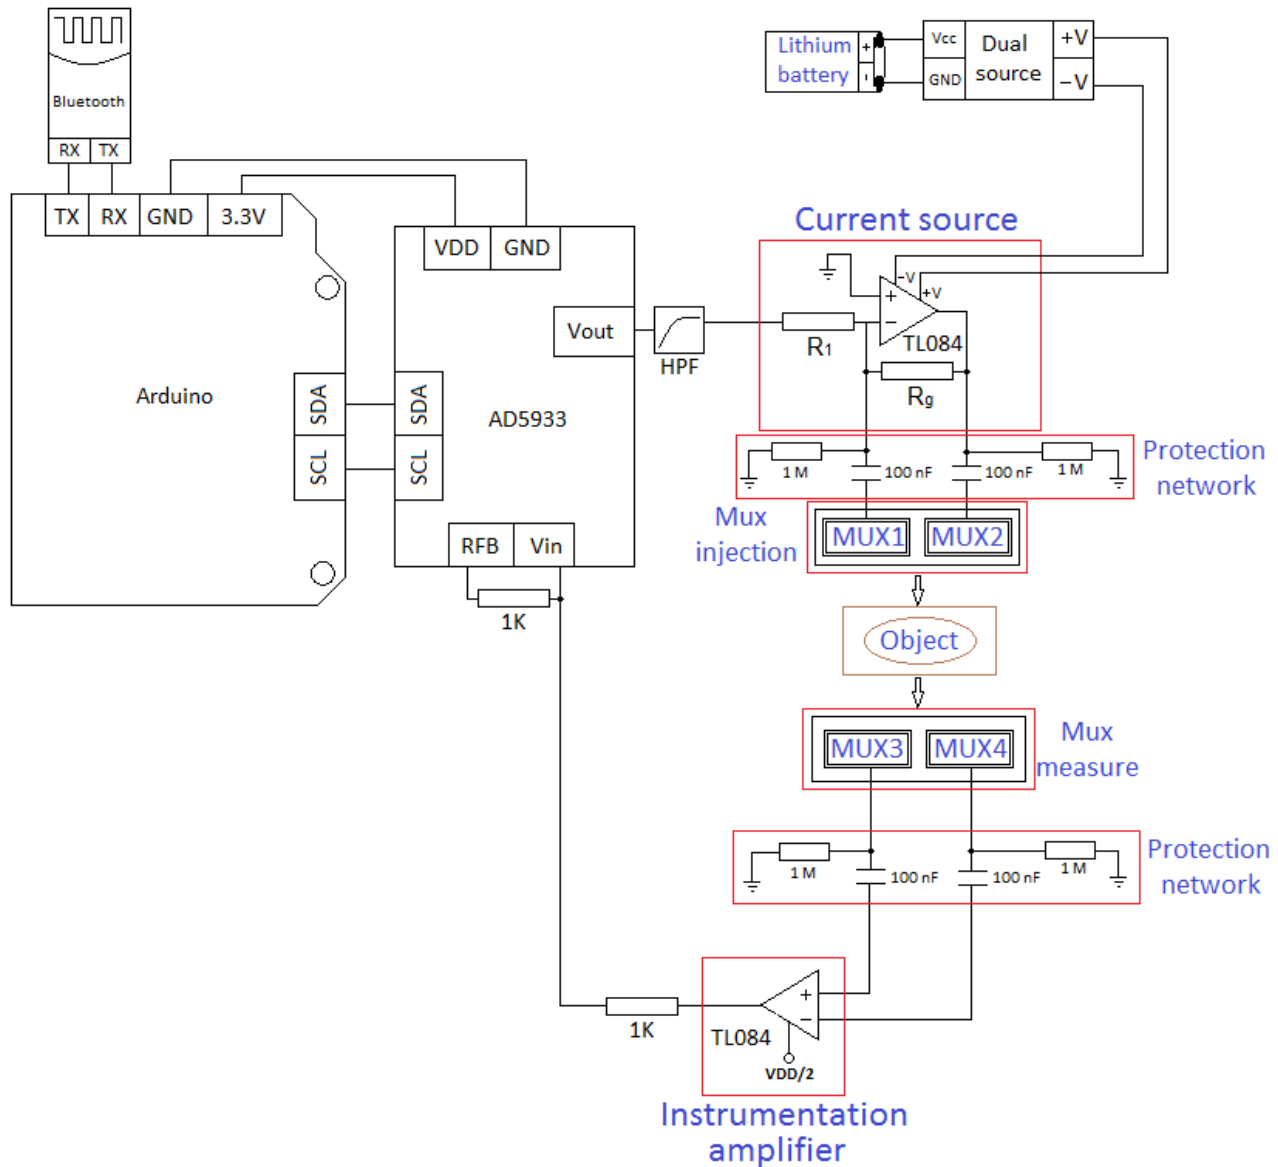 Bluetooth
RX TX
TX RX GND 3.3V
Arduino
SDA
SCL
VDD GND
Vout
SDA
SCL
AD5933
RFB Vin
1K
HPF
Lithium
battery
+
-
Vcc
GND
Dual
source
+V
−V
Current source
−V
+V
+
−
TL084
R1
Rg
1 M
100 nF
100 nF
1 M
Protection
network
Mux
injection
MUX1 MUX2
Object
MUX3 MUX4
Mux
measure
1 M
100 nF
100 nF
1 M
Protection
network
+
−
TL084
VDD/2
1K
Instrumentation
amplifier